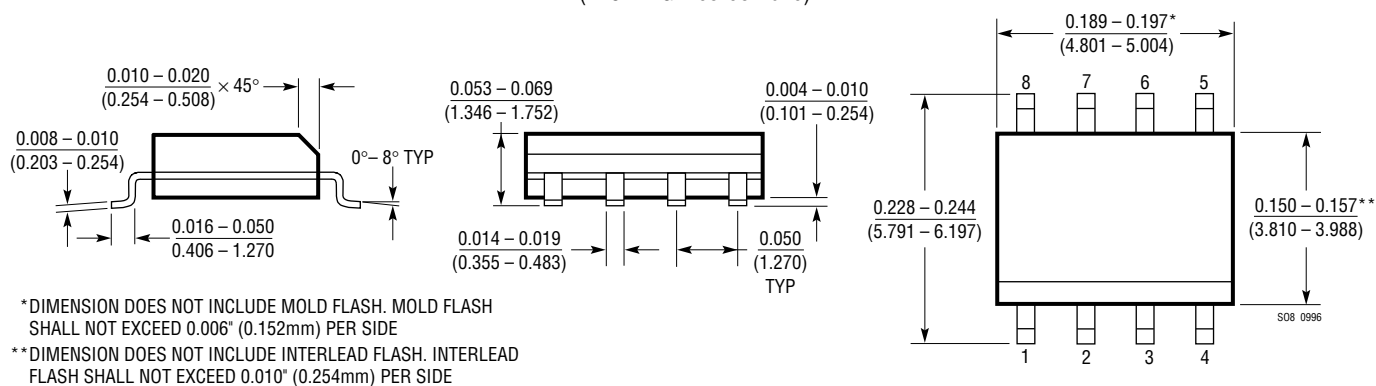 0.010 – 0.020
(0.254 – 0.508)
× 45°
0.008 – 0.010
(0.203 – 0.254)
0°– 8° TYP
0.016 – 0.050
0.406 – 1.270
0.053 – 0.069
(1.346 – 1.752)
0.004 – 0.010
(0.101 – 0.254)
0.014 – 0.019
(0.355 – 0.483)
0.050
(1.270)
TYP
0.189 – 0.197*
(4.801 – 5.004)
8 7 6 5
0.228 – 0.244
(5.791 – 6.197)
0.150 – 0.157**
(3.810 – 3.988)
SO8 0996
1 2 3 4
*DIMENSION DOES NOT INCLUDE MOLD FLASH. MOLD FLASH
SHALL NOT EXCEED 0.006" (0.152mm) PER SIDE
**DIMENSION DOES NOT INCLUDE INTERLEAD FLASH. INTERLEAD
FLASH SHALL NOT EXCEED 0.010" (0.254mm) PER SIDE